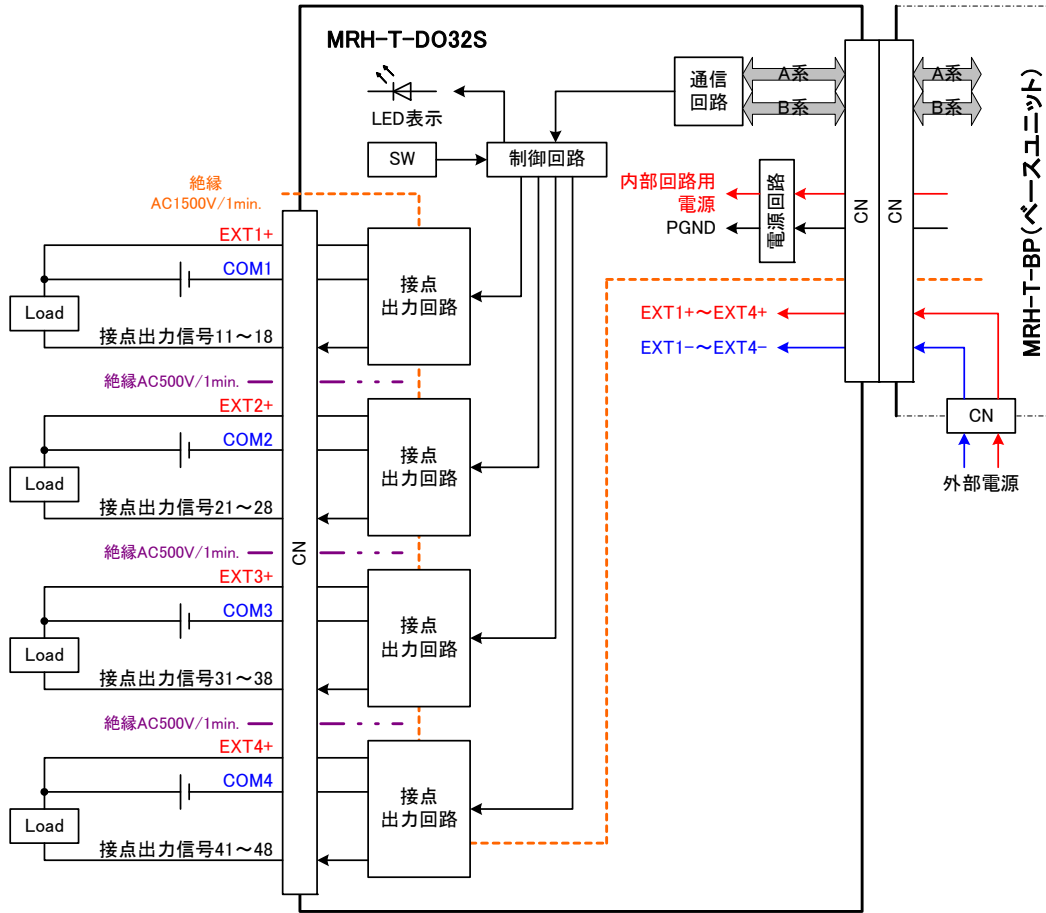 MRH-T-DO32S
LED表示
通信
回路
A系
B系
A系
B系
MRH-T-BP(ベースユニット)
SW
制御回路
絶縁
AC1500V/1min.
内部回路用
電源
PGND
電源回路
CN
CN
EXT1+
COM1
Load
接点出力信号11～18
接点
出力回路
EXT1+～EXT4+
EXT1-～EXT4-
絶縁AC500V/1min.
EXT2+
COM2
Load
接点出力信号21～28
接点
出力回路
CN
外部電源
絶縁AC500V/1min.
CN
EXT3+
COM3
Load
接点出力信号31～38
接点
出力回路
絶縁AC500V/1min.
EXT4+
COM4
Load
接点出力信号41～48
接点
出力回路